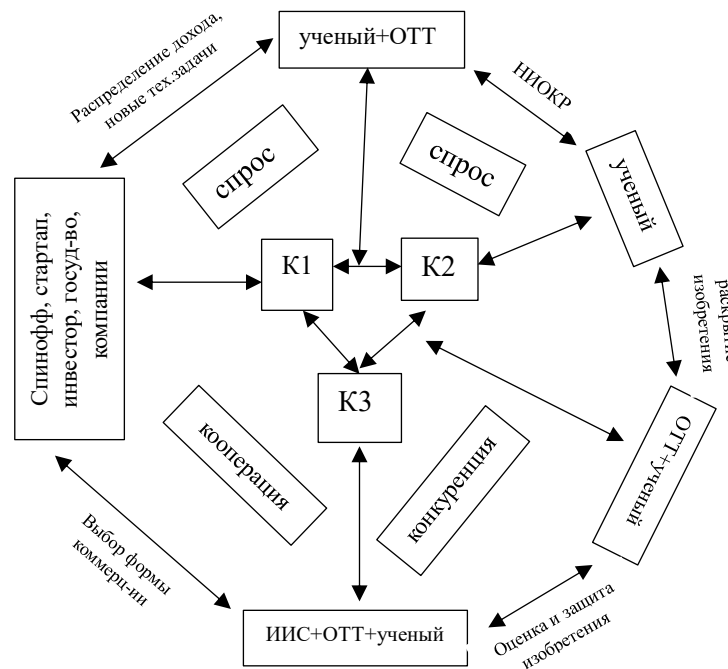 ученый+ОТТ
Распределение дохода,
новые тех.задачи
НИОКР
спрос
спрос
ученый
Спинофф, стартап,
инвестор, госуд-во,
компании
К1
К2
К3
раскрытие
изобретения
кооперация
конкуренция
ОТТ+ученый
Выбор формы
коммерц-ии
ИИС+ОТТ+ученый
Оценка и защита
изобретения